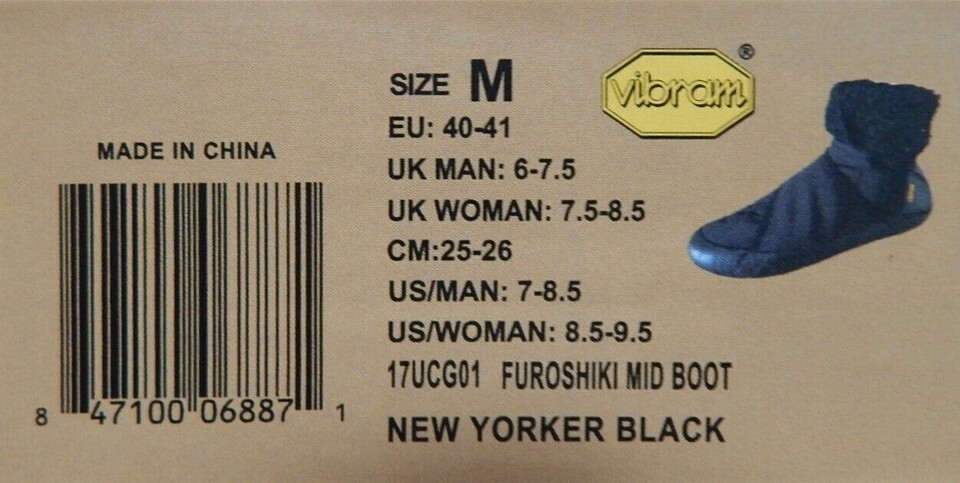 MADE IN CHINA
8 47100 06887 1
SIZE M
EU: 40-41
UK MAN: 6-7.5
UK WOMAN: 7.5-8.5
CM:25-26
US/MAN: 7-8.5
US/WOMAN: 8.5-9.5
17UCG01 FUROSHIKI MID BOOT
NEW YORKER BLACK
vibram®